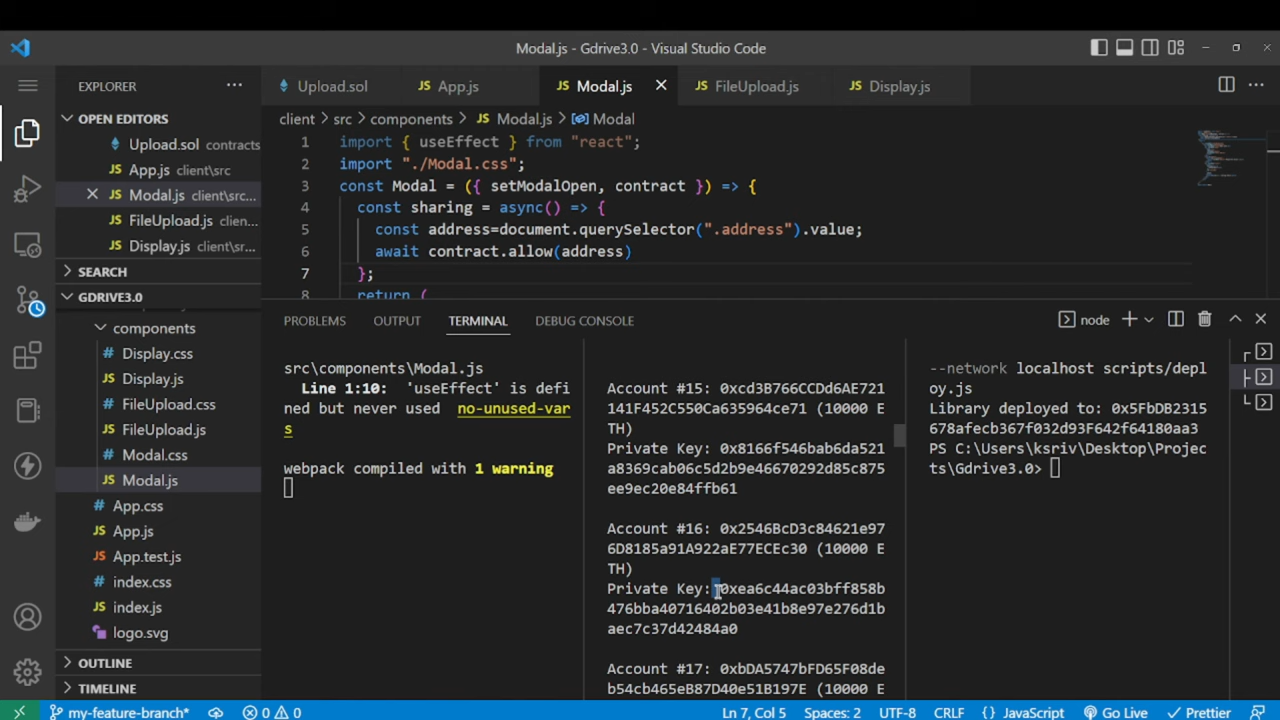 Modal.js - Gdrive3.0 - Visual Studio Code
EXPLORER
Upload.sol
App.js
Modal.js
FileUpload.js
Display.js
OPEN EDITORS
Upload.sol contracts
App.js client\src
Modal.js client\src...
FileUpload.js clien...
Display.js client\sr...
SEARCH
GDRIVE3.0
components
Display.css
Display.js
FileUpload.css
FileUpload.js
Modal.css
Modal.js
App.css
App.js
App.test.js
index.css
index.js
logo.svg
OUTLINE
TIMELINE
client > src > components > Modal.js > Modal
1 import { useEffect } from "react";
2 import "./Modal.css";
3 const Modal = ({ setModalOpen, contract }) => {
4 const sharing = async() => {
5 const address=document.querySelector(".address").value;
6 await contract.allow(address)
7 };
8 return (
PROBLEMS OUTPUT TERMINAL DEBUG CONSOLE
node
src\components\Modal.js
Line 1:10: 'useEffect' is defi
ned but never used no-unused-var
s
webpack compiled with 1 warning
Account #15: 0xcd3B766CCDd6AE721
141F452C550Ca635964ce71 (10000 E
TH)
Private Key: 0x8166f546bab6da521
a8369cab06c5d2b9e46670292d85c875
ee9ec20e84ffb61
Account #16: 0x2546BcD3c84621e97
6D8185a91A922aE77ECEc30 (10000 E
TH)
Private Key: 0xea6c44ac03bff858b
476bba40716402b03e41b8e97e276d1b
aec7c37d42484a0
Account #17: 0xbDA5747bFD65F08de
b54cb465eB87D40e51B197E (10000 E
--network localhost scripts/depl
oy.js
Library deployed to: 0x5FbDB2315
678afecb367f032d93F642f64180aa3
PS C:\Users\ksriv\Desktop\Projec
ts\Gdrive3.0>
my-feature-branch*
0 0
Ln 7, Col 5
Spaces: 2
UTF-8
CRLF
{} JavaScript
Go Live
Prettier